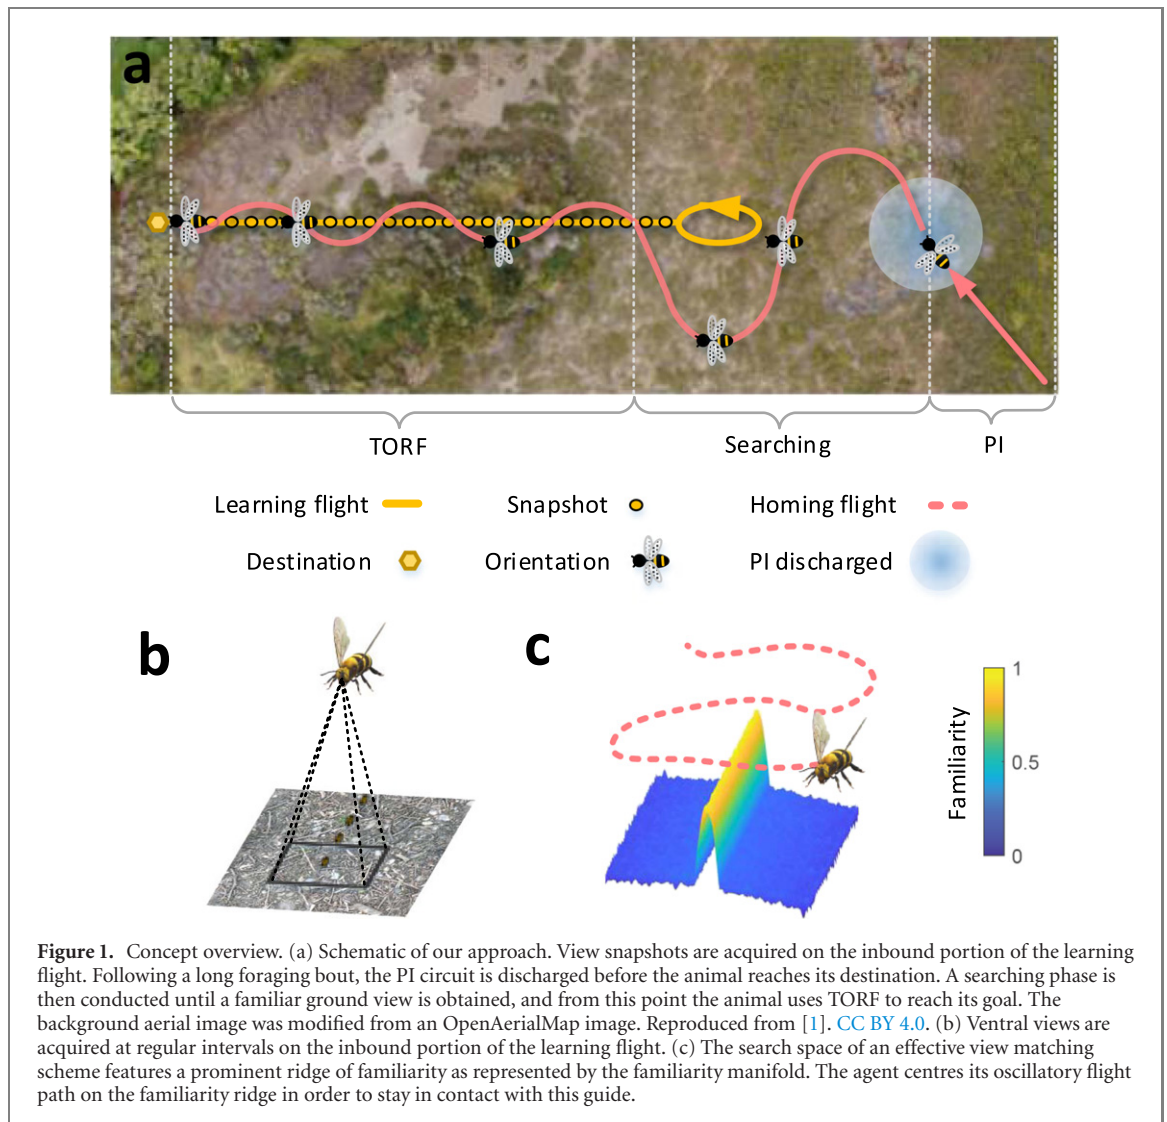 a
TORF
Searching
PI
Learning flight
Snapshot
Homing flight
Destination
Orientation
PI discharged
b
c
Familiarity
1
0.5
0
Figure 1. Concept overview. (a) Schematic of our approach. View snapshots are acquired on the inbound portion of the learning
flight. Following a long foraging bout, the PI circuit is discharged before the animal reaches its destination. A searching phase is
then conducted until a familiar ground view is obtained, and from this point the animal uses TORF to reach its goal. The
background aerial image was modified from an OpenAerialMap image. Reproduced from [1]. CC BY 4.0. (b) Ventral views are
acquired at regular intervals on the inbound portion of the learning flight. (c) The search space of an effective view matching
scheme features a prominent ridge of familiarity as represented by the familiarity manifold. The agent centres its oscillatory flight
path on the familiarity ridge in order to stay in contact with this guide.